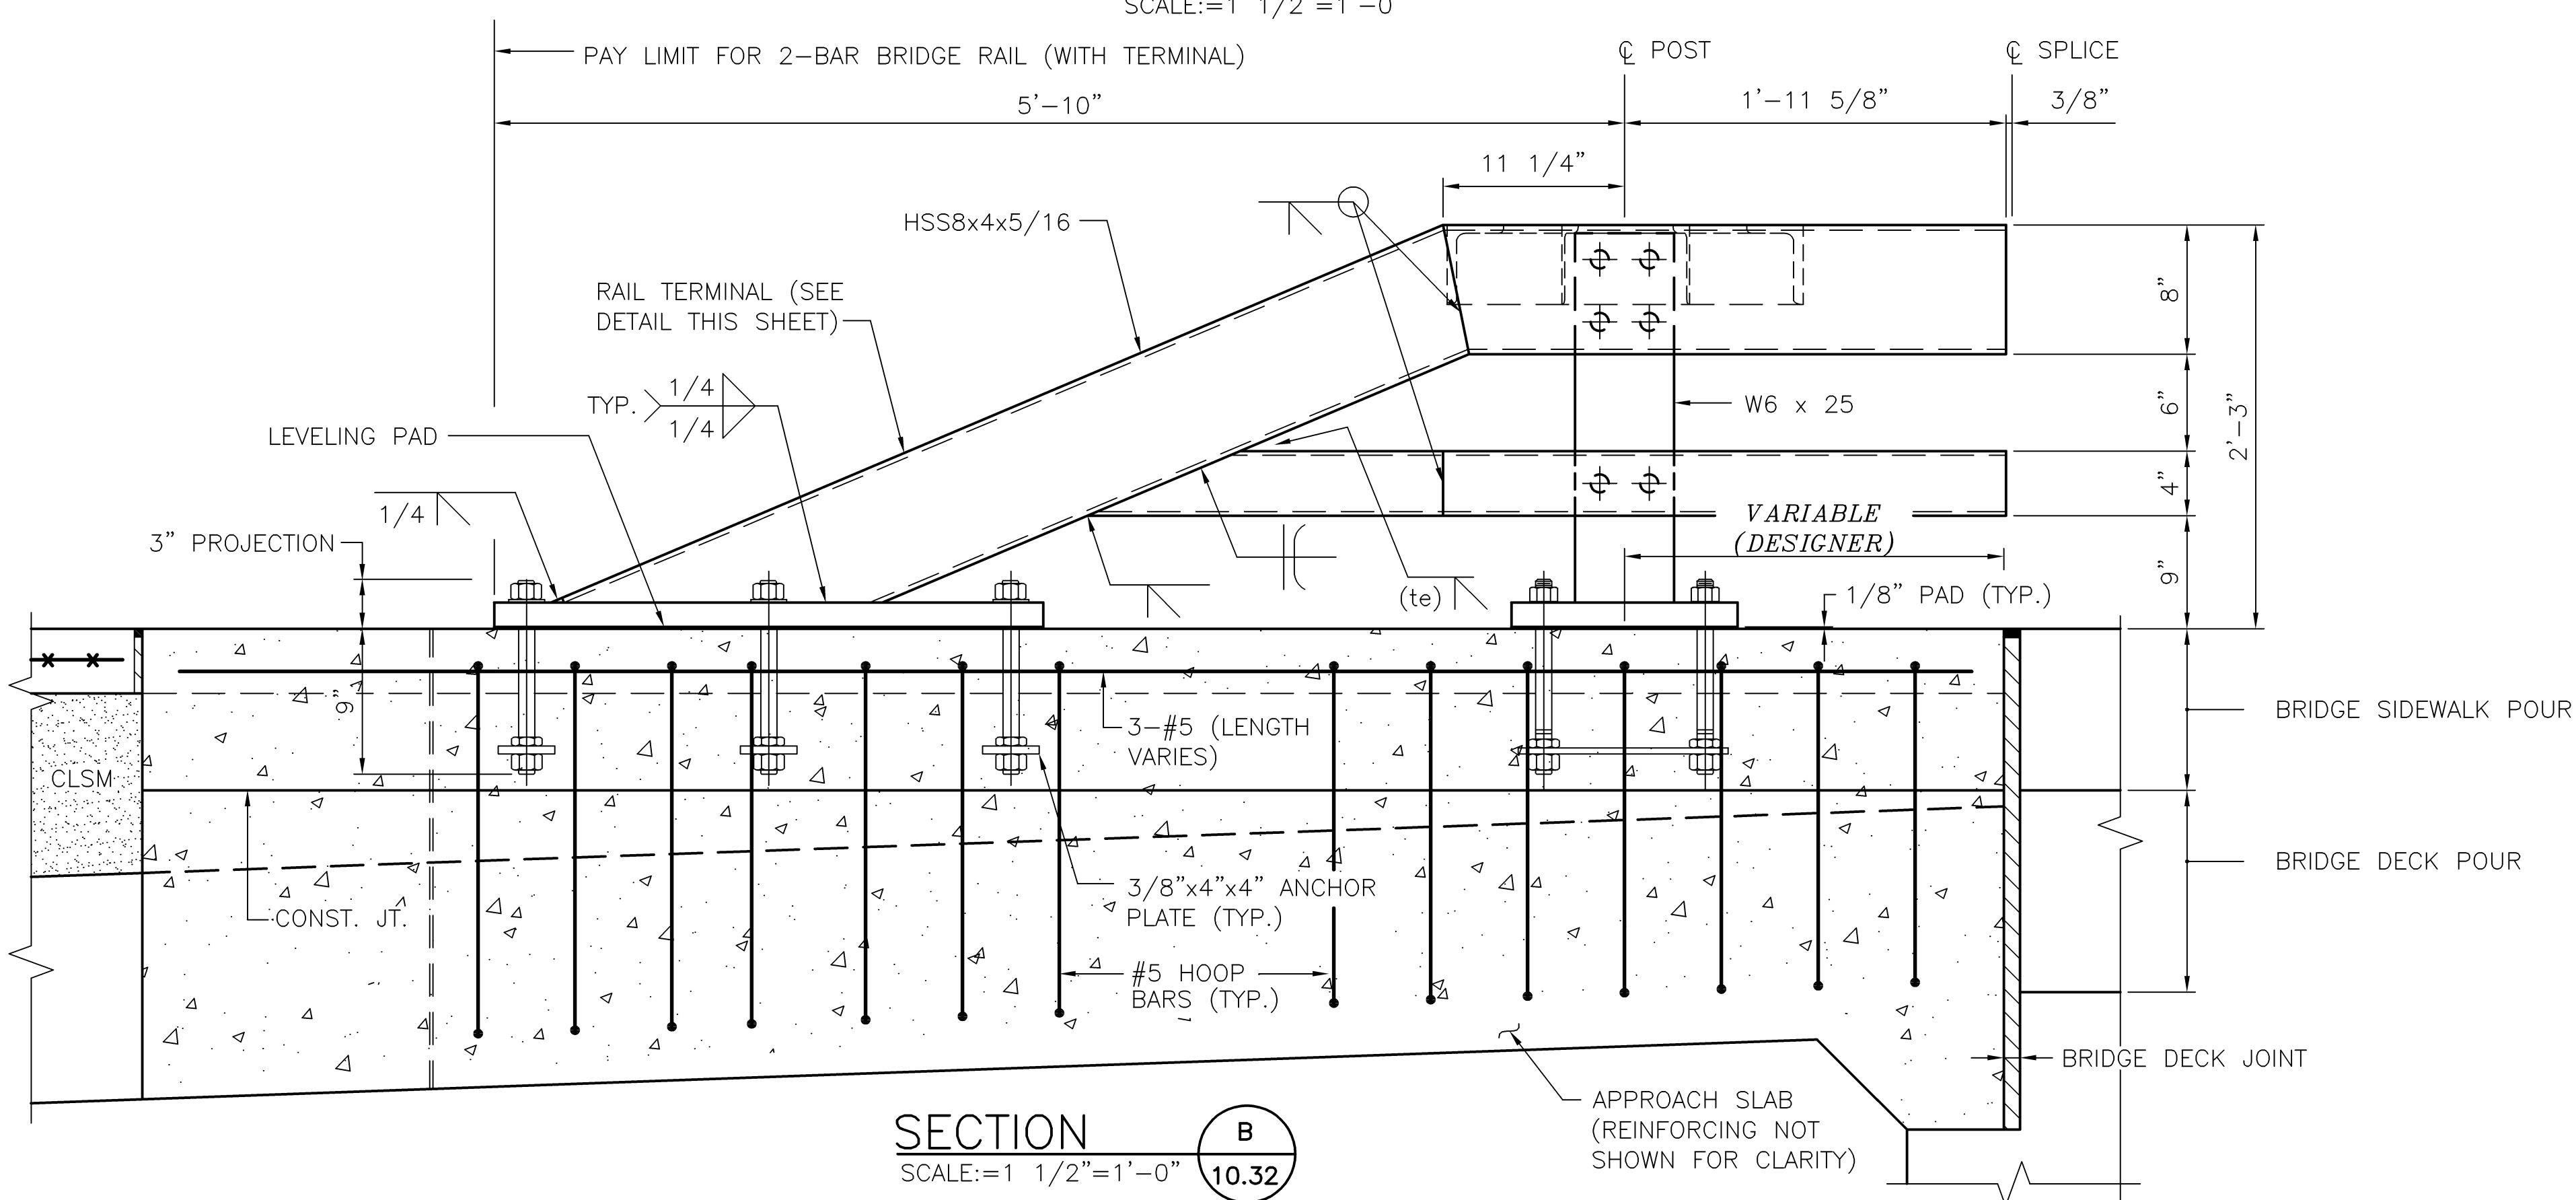 SCALE:=1 1/2"=1'-0"
PAY LIMIT FOR 2-BAR BRIDGE RAIL (WITH TERMINAL)
℄ POST
℄ SPLICE
5'-10"
1'-11 5/8"
3/8"
11 1/4"
HSS8x4x5/16
RAIL TERMINAL (SEE
DETAIL THIS SHEET)
8"
6"
2'-3"
4"
9"
TYP.
1/4
1/4
W6 x 25
LEVELING PAD
1/4
3" PROJECTION
VARIABLE
(DESIGNER)
(te)
1/8" PAD (TYP.)
9"
3-#5 (LENGTH
VARIES)
BRIDGE SIDEWALK POUR
CLSM
BRIDGE DECK POUR
3/8"x4"x4" ANCHOR
PLATE (TYP.)
CONST. JT.
#5 HOOP
BARS (TYP.)
BRIDGE DECK JOINT
APPROACH SLAB
(REINFORCING NOT
SHOWN FOR CLARITY)
SECTION
B
10.32
SCALE:=1 1/2"=1'-0"